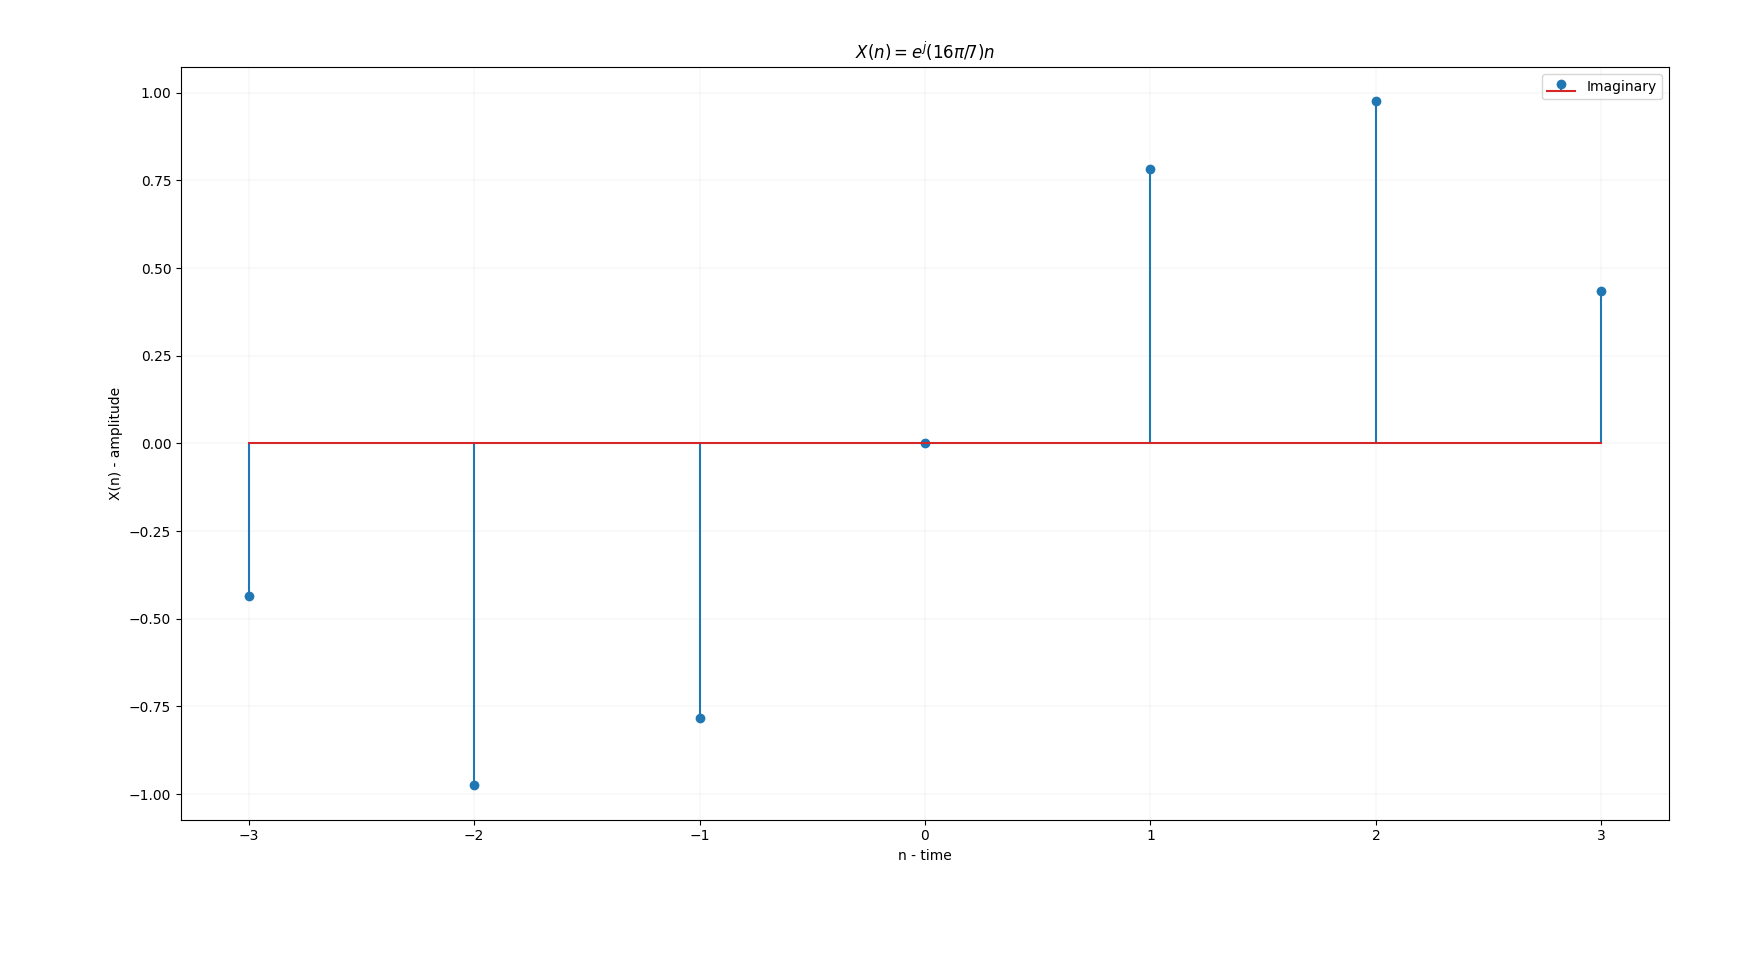 X(n) = e^j(16π/7)n
Imaginary
1.00
0.75
0.50
0.25
0.00
−0.25
−0.50
−0.75
−1.00
X(n) - amplitude
−3 −2 −1 0 1 2 3
n - time